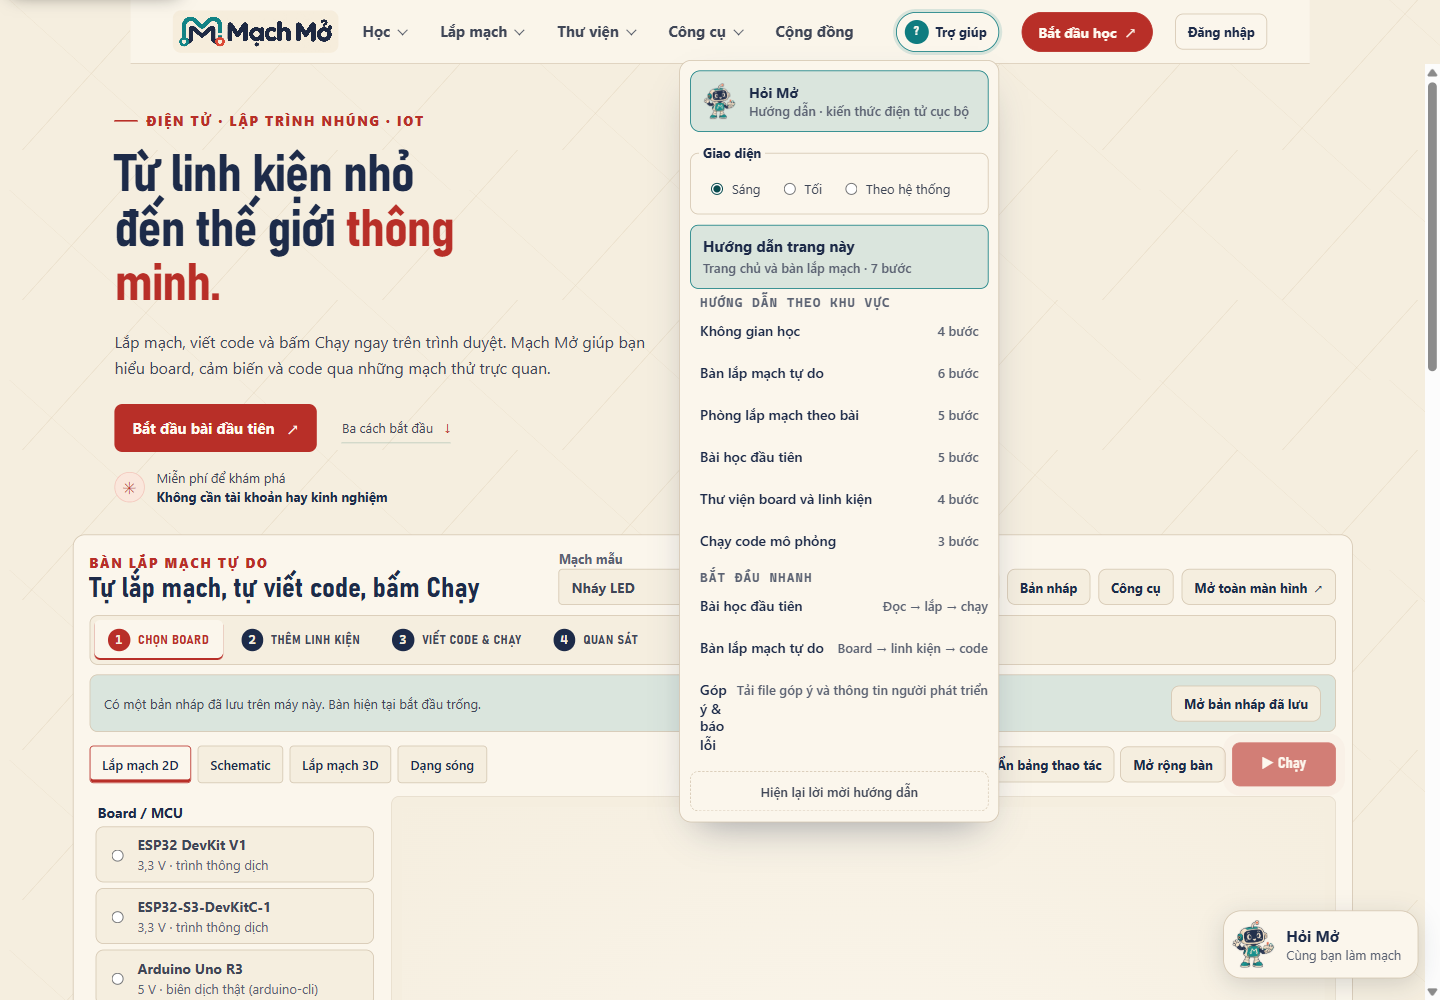 Mạch Mở
Học
Lắp mạch
Thư viện
Công cụ
Cộng đồng
? Trợ giúp
Bắt đầu học ↗
Đăng nhập
ĐIỆN TỬ · LẬP TRÌNH NHÚNG · IOT
Từ linh kiện nhỏ
đến thế giới thông
minh.
Lắp mạch, viết code và bấm Chạy ngay trên trình duyệt. Mạch Mở giúp bạn
hiểu board, cảm biến và code qua những mạch thử trực quan.
Bắt đầu bài đầu tiên ↗
Ba cách bắt đầu ↓
Miễn phí để khám phá
Không cần tài khoản hay kinh nghiệm
Hỏi Mở
Hướng dẫn · kiến thức điện tử cục bộ
Giao diện
Sáng
Tối
Theo hệ thống
Hướng dẫn trang này
Trang chủ và bàn lắp mạch · 7 bước
HƯỚNG DẪN THEO KHU VỰC
Không gian học 4 bước
Bàn lắp mạch tự do 6 bước
Phòng lắp mạch theo bài 5 bước
Bài học đầu tiên 5 bước
Thư viện board và linh kiện 4 bước
Chạy code mô phỏng 3 bước
BẮT ĐẦU NHANH
Bài học đầu tiên Đọc → lắp → chạy
Bàn lắp mạch tự do Board → linh kiện → code
Góp ý & báo lỗi Tải file góp ý và thông tin người phát triển
Hiện lại lời mời hướng dẫn
BÀN LẮP MẠCH TỰ DO
Tự lắp mạch, tự viết code, bấm Chạy
Mạch mẫu
Nháy LED
Bản nháp
Công cụ
Mở toàn màn hình ↗
1 CHỌN BOARD
2 THÊM LINH KIỆN
3 VIẾT CODE & CHẠY
4 QUAN SÁT
Có một bản nháp đã lưu trên máy này. Bàn hiện tại bắt đầu trống.
Mở bản nháp đã lưu
Lắp mạch 2D
Schematic
Lắp mạch 3D
Dạng sóng
Ẩn bảng thao tác
Mở rộng bàn
▶ Chạy
Board / MCU
ESP32 DevKit V1
3,3 V · trình thông dịch
ESP32-S3-DevKitC-1
3,3 V · trình thông dịch
Arduino Uno R3
5 V · biên dịch thật (arduino-cli)
Hỏi Mở
Cùng bạn làm mạch